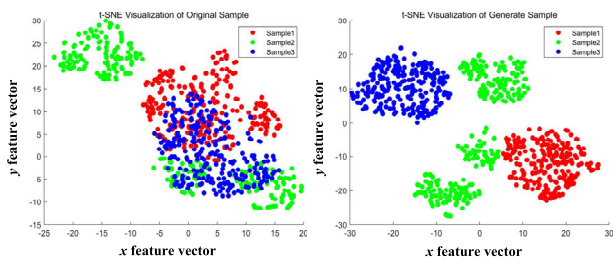 t-SNE Visualization of Original Sample
Sample1
Sample2
Sample3
30
25
20
15
10
5
0
-5
-10
-15
-25
-20
-15
-10
-5
0
5
10
15
20
y feature vector
x feature vector
t-SNE Visualization of Generate Sample
Sample1
Sample2
Sample3
30
20
10
0
-10
-20
-30
-30
-20
-10
0
10
20
30
y feature vector
x feature vector